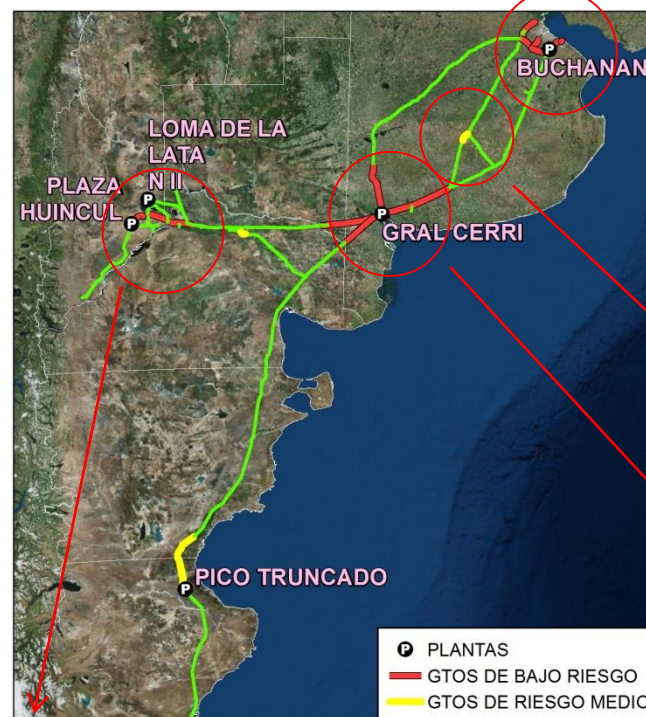 BUCHANAN
LOMA DE LA
LATA
N II
PLAZA
HUINCUL
GRAL CERRI
PICO TRUNCADO
P PLANTAS
GTOS DE BAJO RIESGO
GTOS DE RIESGO MEDIO